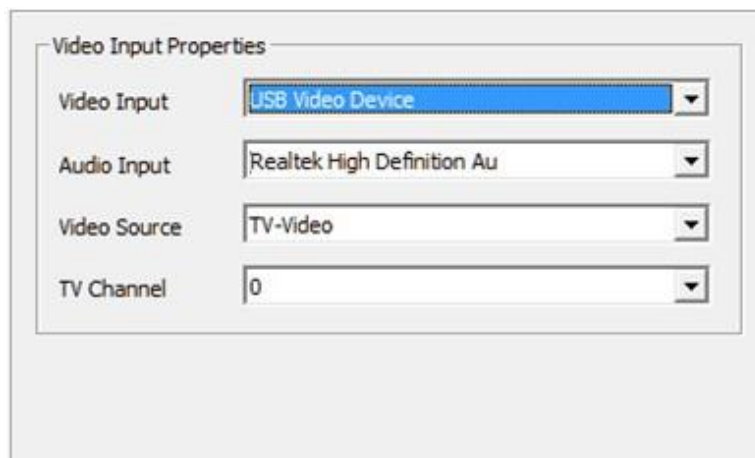 Video Input Properties
Video Input USB Video Device
Audio Input Realtek High Definition Au
Video Source TV-Video
TV Channel 0